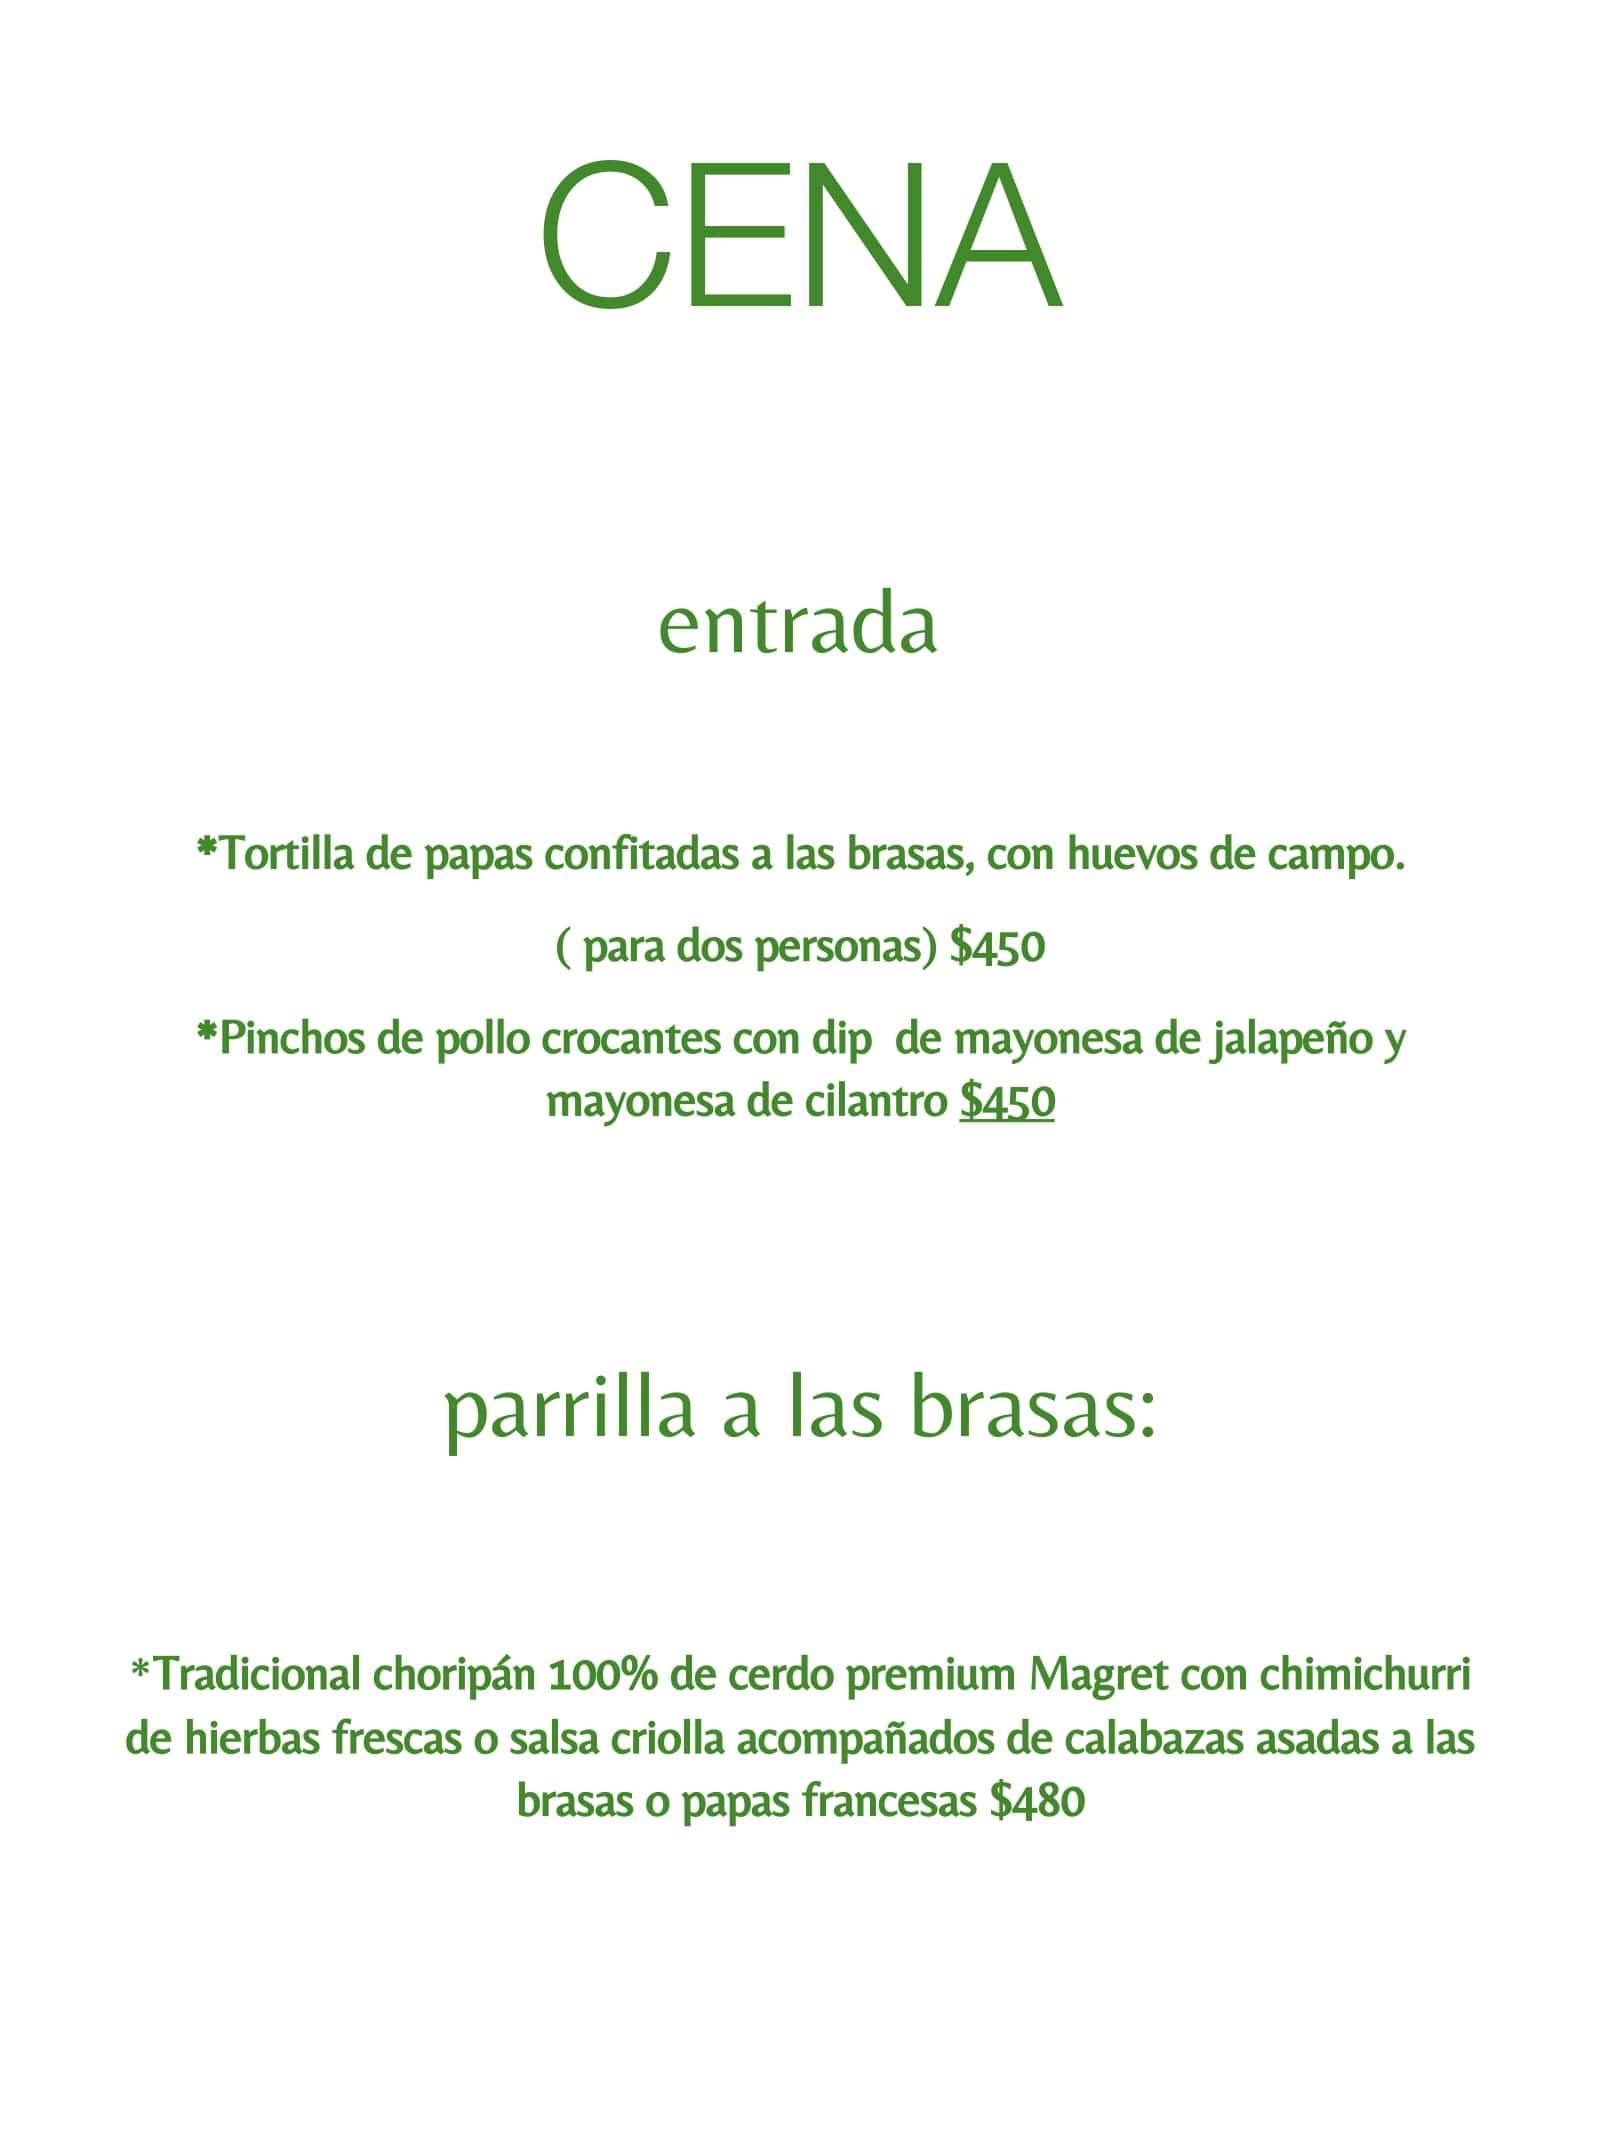 CENA
entrada
*Tortilla de papas confitadas a las brasas, con huevos de campo.
( para dos personas) $450
*Pinchos de pollo crocantes con dip  de mayonesa de jalapeño y
mayonesa de cilantro $450
parrilla a las brasas:
*Tradicional choripán 100% de cerdo premium Magret con chimichurri
de hierbas frescas o salsa criolla acompañados de calabazas asadas a las
brasas o papas francesas $480